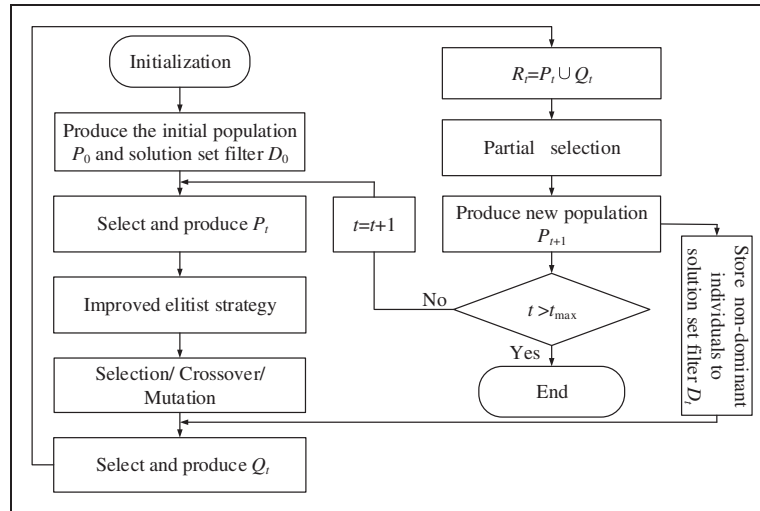 Initialization
Produce the initial population
P₀ and solution set filter D₀
Select and produce Pₜ
Improved elitist strategy
Selection/ Crossover/
Mutation
Select and produce Qₜ
t=t+1
Rₜ=Pₜ∪Qₜ
Partial selection
Produce new population
Pₜ₊₁
t >tₘₐₓ
No
Yes
End
Store non-dominant
individuals to
solution set filter Dₜ